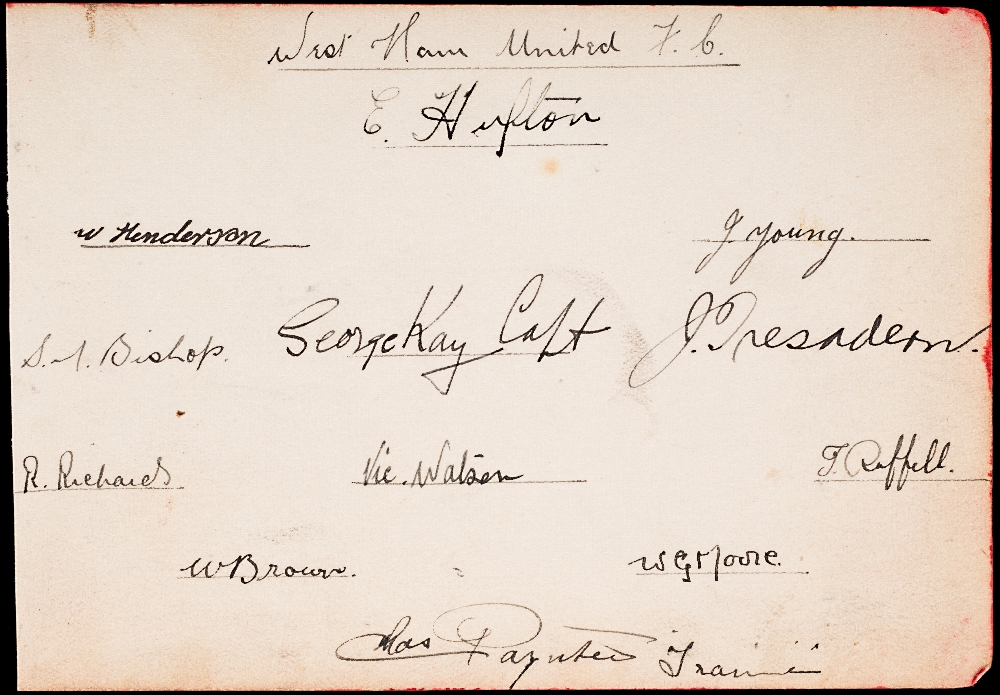 West Ham United F. C.
E. Hufton
W Henderson
J Young.
S. M. Bishop.
George Kay Capt
J. Tresadern.
R. Richards
Vic. Watson
J. Ruffell.
W Brown.
W G Moore.
Chas Paynter Trainer